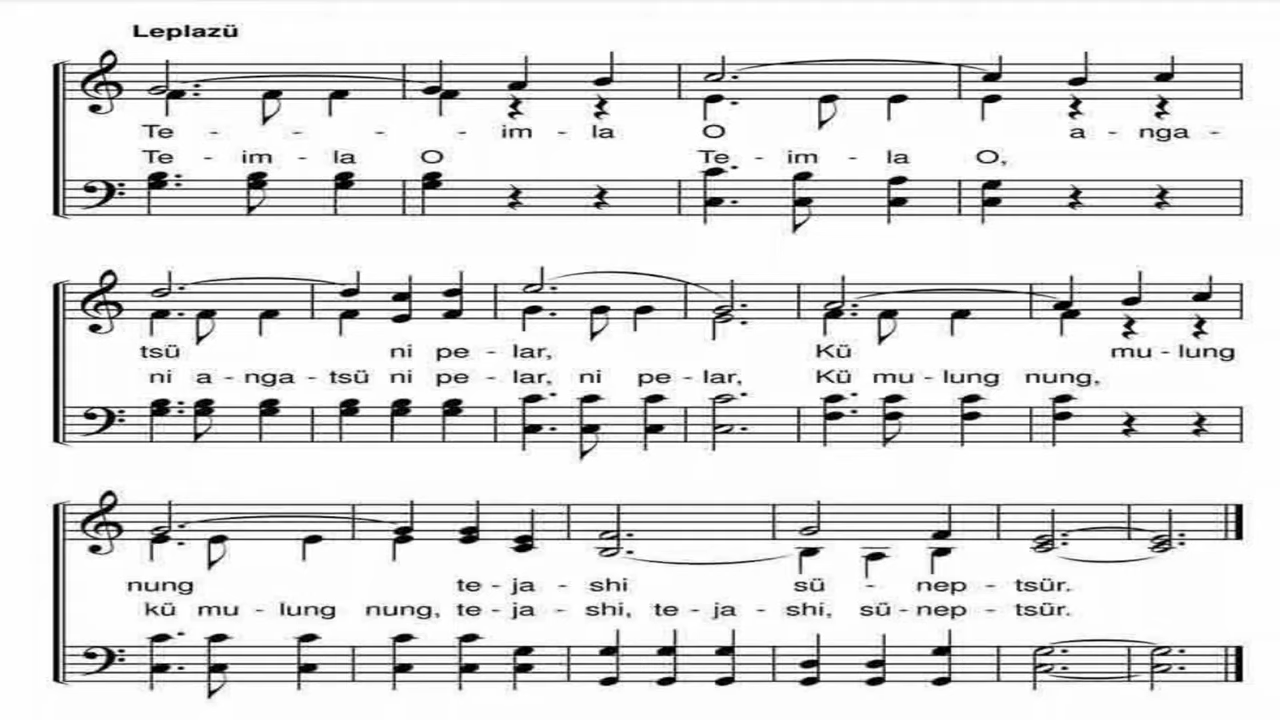 Leplazü
Te - - - - im - la O a - nga -
Te - im - la O Te - im - la O,
tsü ni pe - lar, Kü mu - lung
ni a - nga - tsü ni pe - lar, ni pe - lar, Kü mu - lung nung,
nung te - ja - shi sü - nep - tsür.
kü mu - lung nung, te - ja - shi, te - ja - shi, sü - nep - tsür.